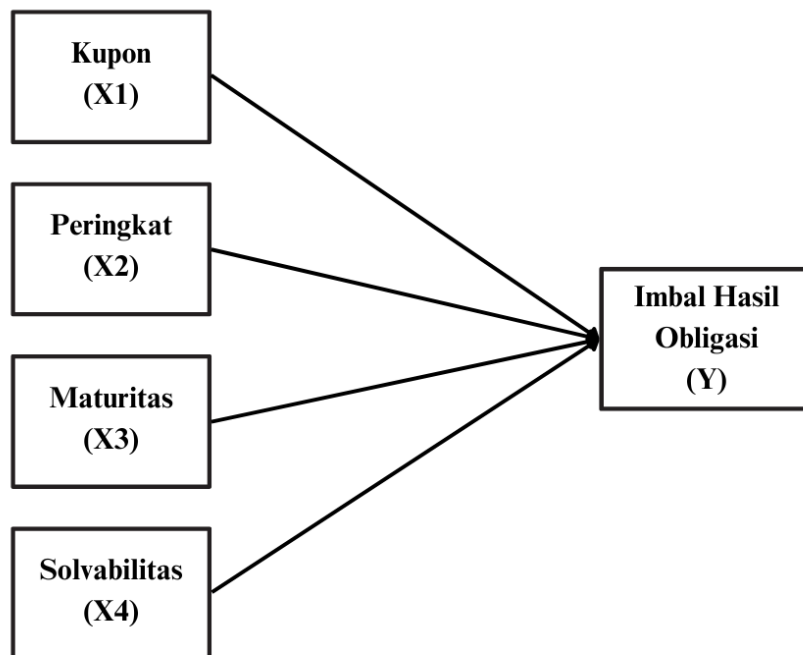 Kupon
(X1)
Peringkat
(X2)
Maturitas
(X3)
Solvabilitas
(X4)
Imbal Hasil
Obligasi
(Y)